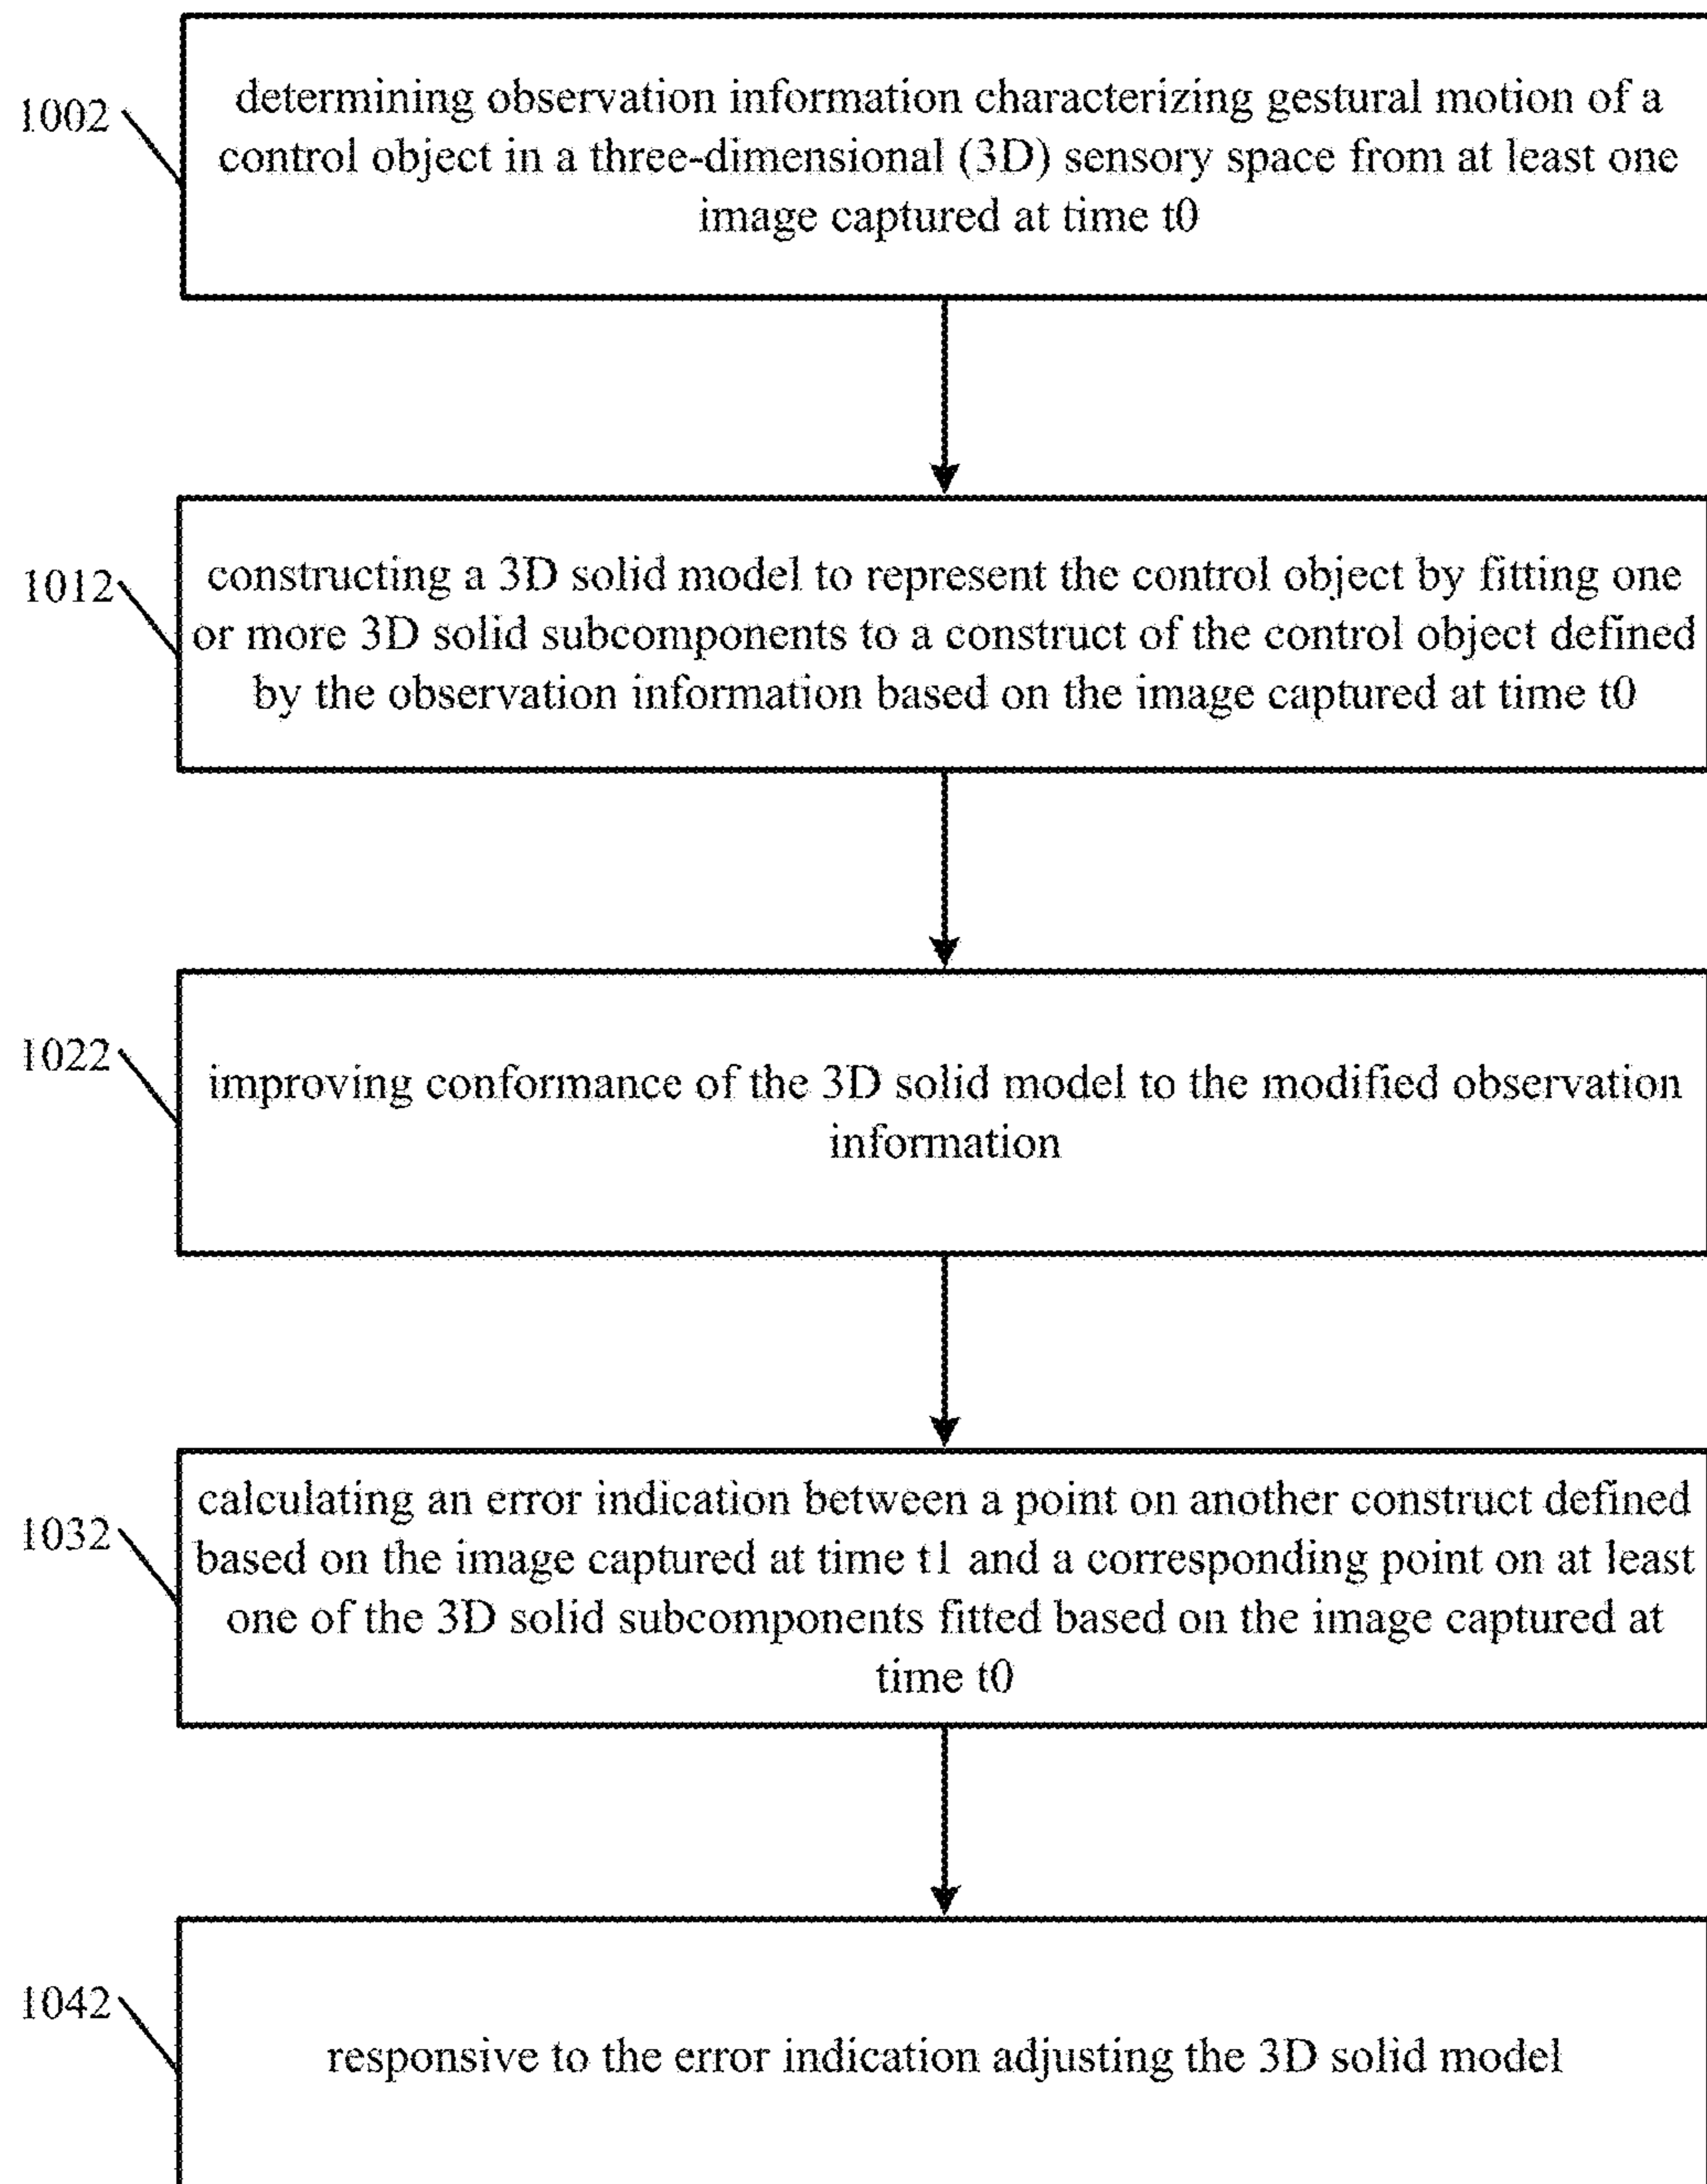 1002
determining observation information characterizing gestural motion of a
control object in a three-dimensional (3D) sensory space from at least one
image captured at time t0
1012
constructing a 3D solid model to represent the control object by fitting one
or more 3D solid subcomponents to a construct of the control object defined
by the observation information based on the image captured at time t0
1022
improving conformance of the 3D solid model to the modified observation
information
1032
calculating an error indication between a point on another construct defined
based on the image captured at time t1 and a corresponding point on at least
one of the 3D solid subcomponents fitted based on the image captured at
time t0
1042
responsive to the error indication adjusting the 3D solid model